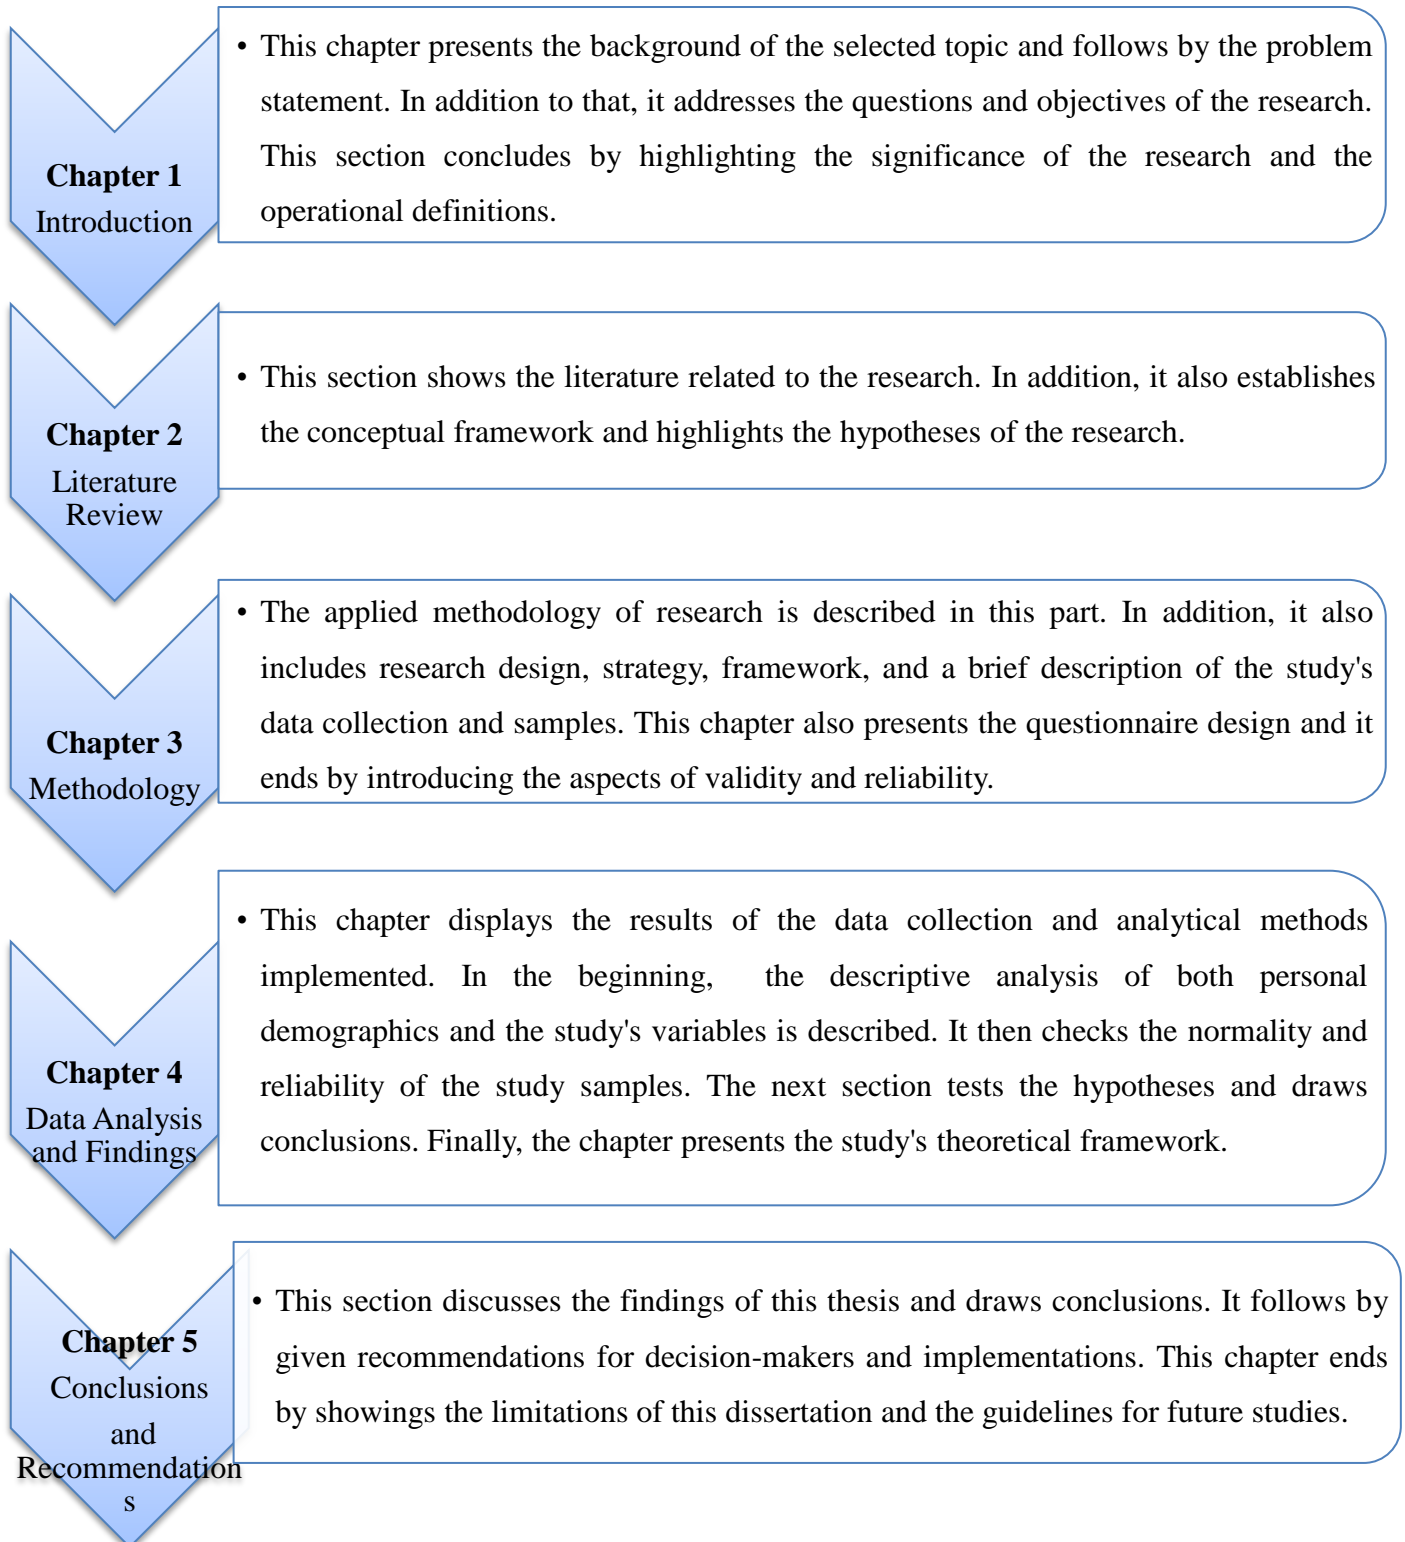 Chapter 1
Introduction
• This chapter presents the background of the selected topic and follows by the problem
statement. In addition to that, it addresses the questions and objectives of the research.
This section concludes by highlighting the significance of the research and the
operational definitions.
Chapter 2
Literature
Review
• This section shows the literature related to the research. In addition, it also establishes
the conceptual framework and highlights the hypotheses of the research.
Chapter 3
Methodology
• The applied methodology of research is described in this part. In addition, it also
includes research design, strategy, framework, and a brief description of the study's
data collection and samples. This chapter also presents the questionnaire design and it
ends by introducing the aspects of validity and reliability.
Chapter 4
Data Analysis
and Findings
• This chapter displays the results of the data collection and analytical methods
implemented. In the beginning, the descriptive analysis of both personal
demographics and the study's variables is described. It then checks the normality and
reliability of the study samples. The next section tests the hypotheses and draws
conclusions. Finally, the chapter presents the study's theoretical framework.
Chapter 5
Conclusions
and
Recommendation
s
• This section discusses the findings of this thesis and draws conclusions. It follows by
given recommendations for decision-makers and implementations. This chapter ends
by showings the limitations of this dissertation and the guidelines for future studies.